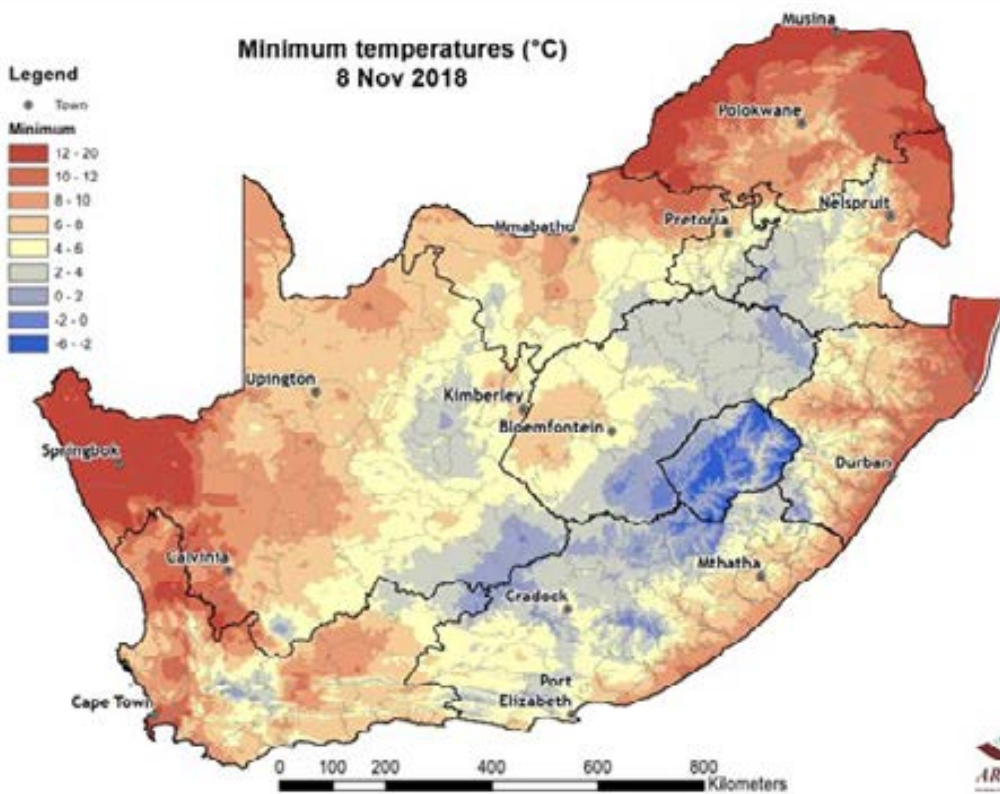 Minimum temperatures (°C)
8 Nov 2018
Legend
Town
Minimum
12 - 20
10 - 12
8 - 10
6 - 8
4 - 6
2 - 4
0 - 2
-2 - 0
-6 - -2
Musina
Polokwane
Nelspruit
Mmabatho
Pretoria
Upington
Kimberley
Bloemfontein
Springbok
Durban
Calvinia
Mthatha
Cradock
Port
Elizabeth
Cape Town
0 100 200 400 600 800
Kilometers